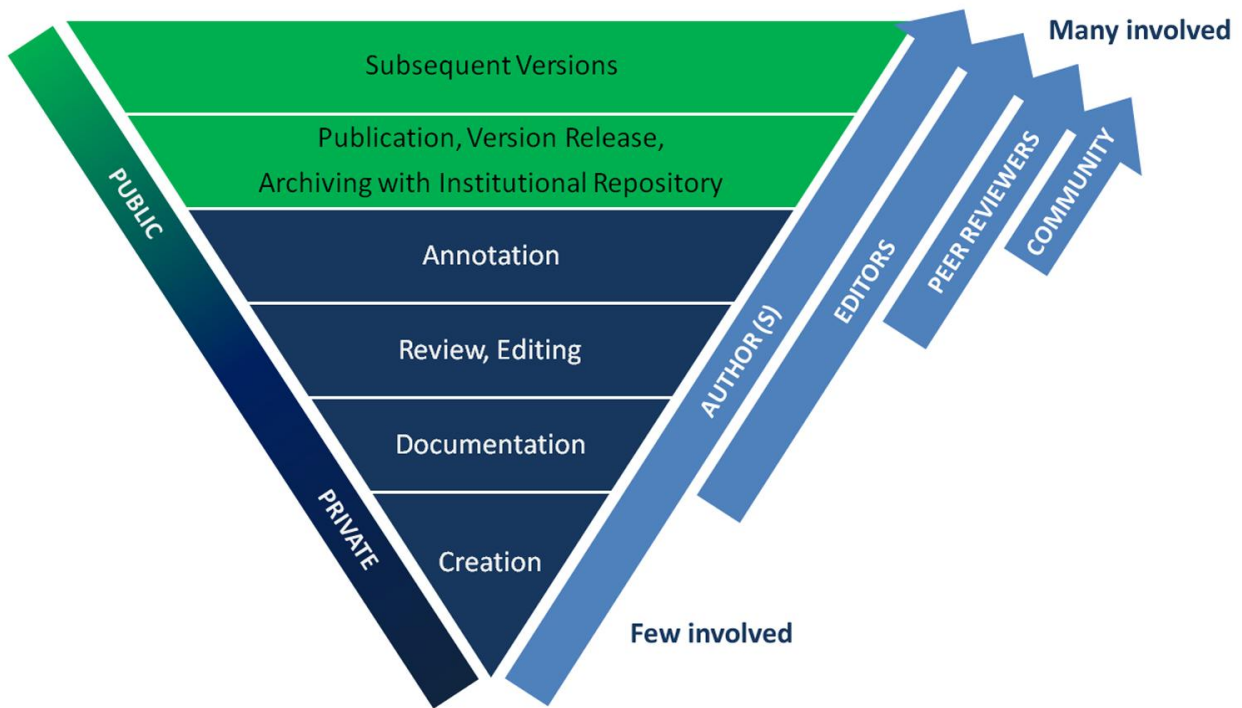 Many involved
Subsequent Versions
Publication, Version Release,
Archiving with Institutional Repository
Annotation
Review, Editing
Documentation
Creation
PUBLIC
PRIVATE
AUTHOR (S)
EDITORS
PEER REVIEWERS
COMMUNITY
Few involved